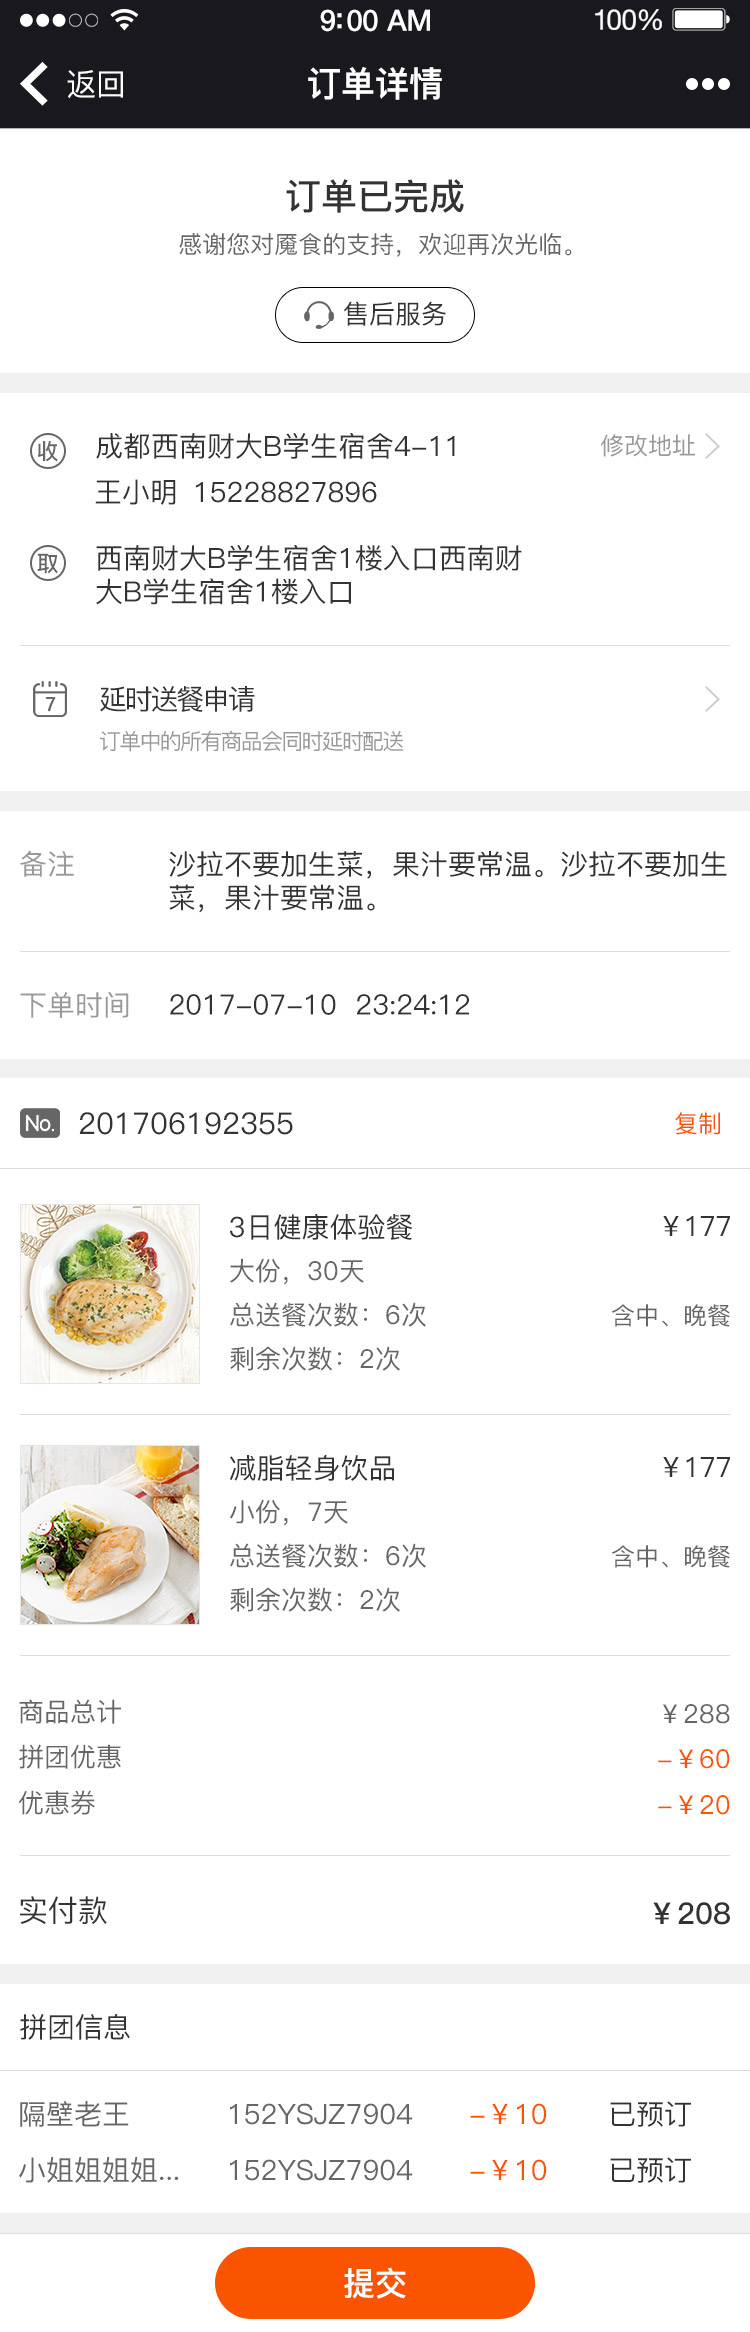 9:00 AM
100%
返回
订单详情
订单已完成
感谢您对魇食的支持，欢迎再次光临。
售后服务
收
成都西南财大B学生宿舍4-11
修改地址
王小明 15228827896
取
西南财大B学生宿舍1楼入口西南财
大B学生宿舍1楼入口
7
延时送餐申请
订单中的所有商品会同时延时配送
备注
沙拉不要加生菜，果汁要常温。沙拉不要加生
菜，果汁要常温。
下单时间
2017-07-10 23:24:12
No.
201706192355
复制
3日健康体验餐
¥177
大份，30天
总送餐次数：6次
含中、晚餐
剩余次数：2次
减脂轻身饮品
¥177
小份，7天
总送餐次数：6次
含中、晚餐
剩余次数：2次
商品总计
¥288
拼团优惠
-¥60
优惠券
-¥20
实付款
¥208
拼团信息
隔壁老王 152YSJZ7904 -¥10 已预订
小姐姐姐姐... 152YSJZ7904 -¥10 已预订
提交